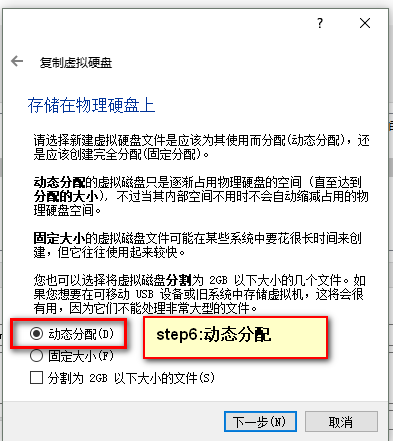 ?
复制虚拟硬盘
存储在物理硬盘上
请选择新建虚拟硬盘文件是应该为其使用而分配(动态分配)，还
是应该创建完全分配(固定分配)。
动态分配的虚拟磁盘只是逐渐占用物理硬盘的空间（直至达到
分配的大小），不过当其内部空间不用时不会自动缩减占用的物
理硬盘空间。
固定大小的虚拟磁盘文件可能在某些系统中要花很长时间来创
建，但它往往使用起来较快。
您也可以选择将虚拟磁盘分割为 2GB 以下大小的几个文件。如
果您想要在可移动 USB 设备或旧系统中存储虚拟机，这将会很
有用，因为它们不能处理非常大型的文件。
动态分配(D)
step6:动态分配
固定大小(F)
分割为 2GB 以下大小的文件(S)
下一步(N)
取消